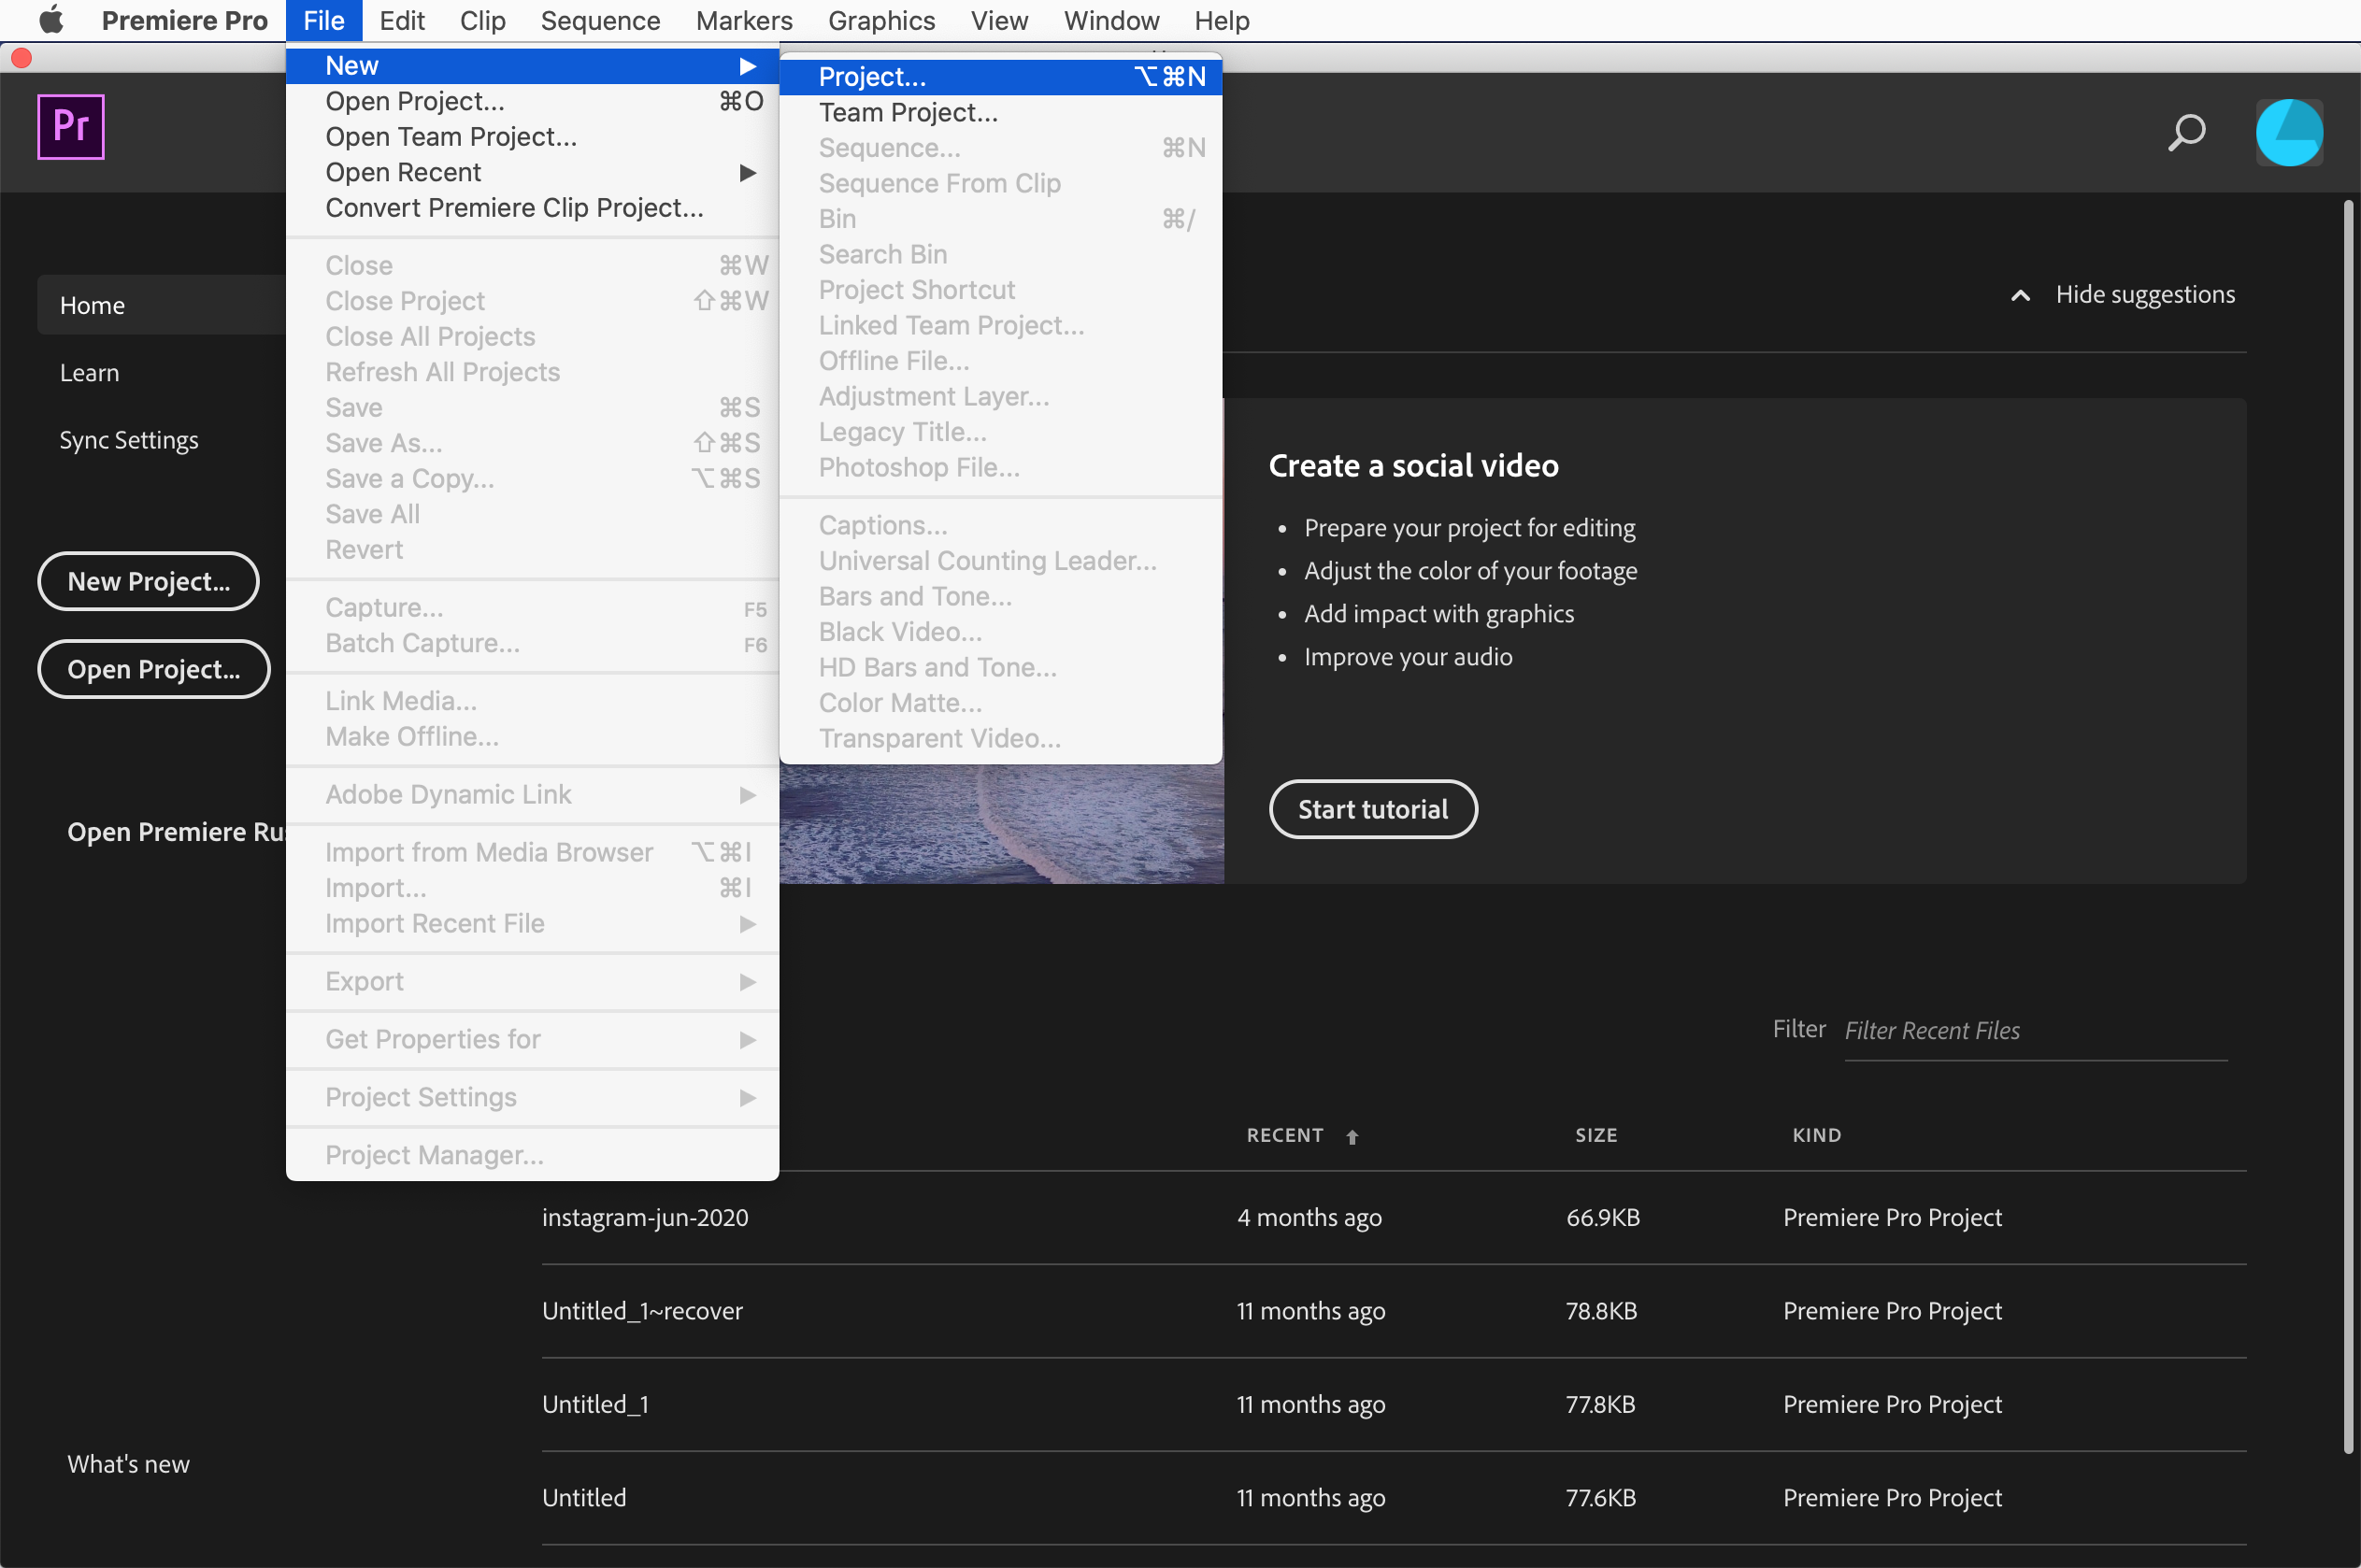 Premiere Pro File Edit Clip Sequence Markers Graphics View Window Help
Pr
Home
Learn
Sync Settings
New Project...
Open Project...
Open Premiere
What's new
New
Open Project... ⌘O
Open Team Project...
Open Recent
Convert Premiere Clip Project...
Close ⌘W
Close Project ⇧⌘W
Close All Projects
Refresh All Projects
Save ⌘S
Save As... ⇧⌘S
Save a Copy... ⌥⌘S
Save All
Revert
Capture... F5
Batch Capture... F6
Link Media...
Make Offline...
Adobe Dynamic Link
Import from Media Browser ⌥⌘I
Import... ⌘I
Import Recent File
Export
Get Properties for
Project Settings
Project Manager...
Project... ⌥⌘N
Team Project...
Sequence... ⌘N
Sequence From Clip
Bin ⌘/
Search Bin
Project Shortcut
Linked Team Project...
Offline File...
Adjustment Layer...
Legacy Title...
Photoshop File...
Captions...
Universal Counting Leader...
Bars and Tone...
Black Video...
HD Bars and Tone...
Color Matte...
Transparent Video...
Hide suggestions
Create a social video
• Prepare your project for editing
• Adjust the color of your footage
• Add impact with graphics
• Improve your audio
Start tutorial
Filter Filter Recent Files
RECENT SIZE KIND
instagram-jun-2020 4 months ago 66.9KB Premiere Pro Project
Untitled_1~recover 11 months ago 78.8KB Premiere Pro Project
Untitled_1 11 months ago 77.8KB Premiere Pro Project
Untitled 11 months ago 77.6KB Premiere Pro Project